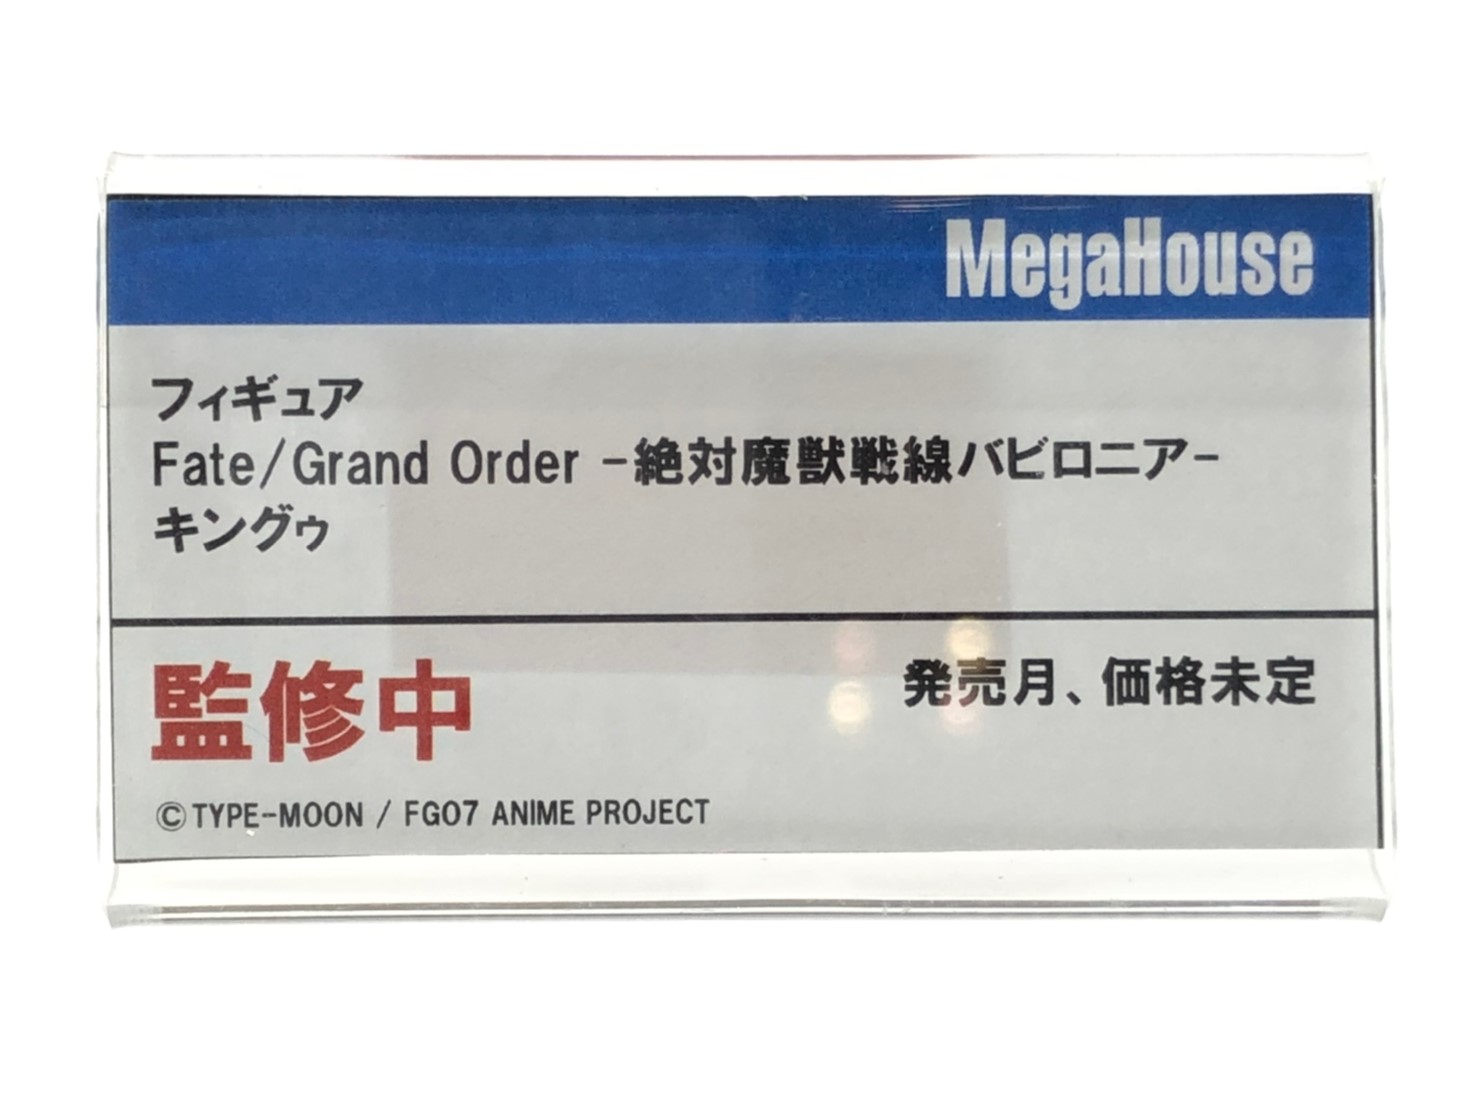 MegaHouse
フィギュア
Fate/Grand Order -絶対魔獣戦線バビロニア-
キングゥ
監修中
発売月、価格未定
©TYPE-MOON / FGO7 ANIME PROJECT